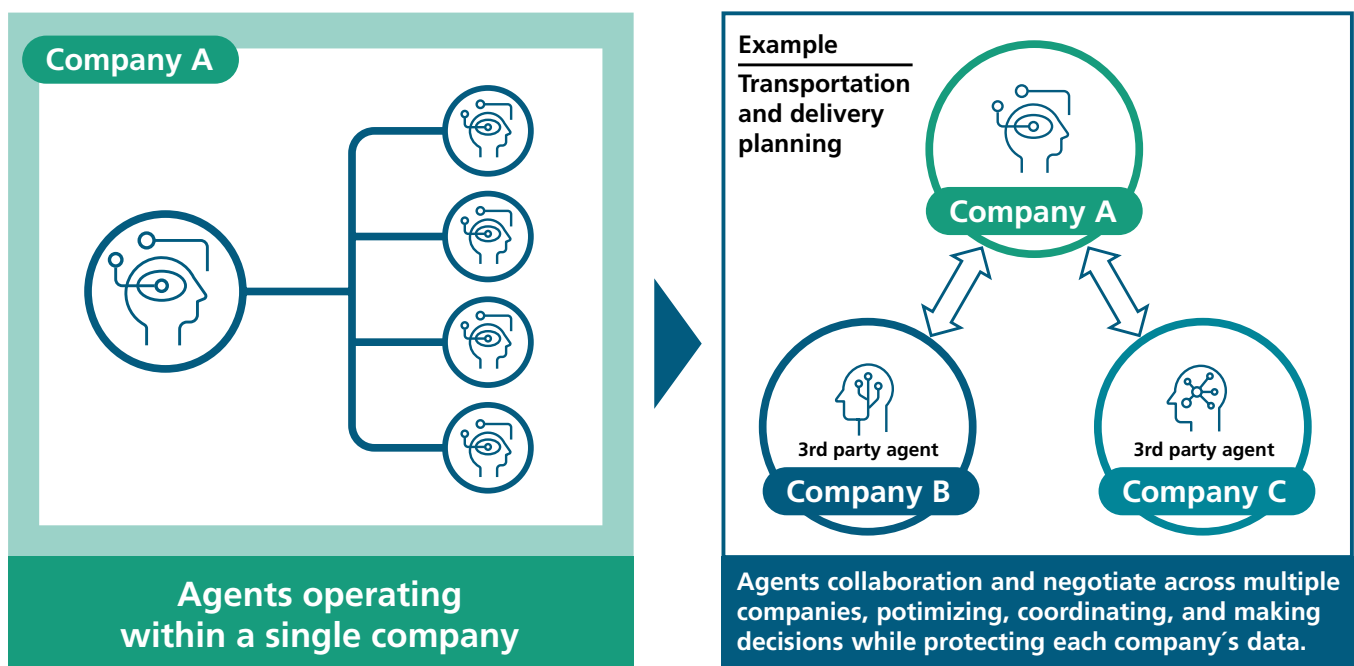 Company A
Agents operating
within a single company
Example
Transportation
and delivery
planning
Company A
3rd party agent
Company B
3rd party agent
Company C
Agents collaboration and negotiate across multiple
companies, potimizing, coordinating, and making
decisions while protecting each company´s data.